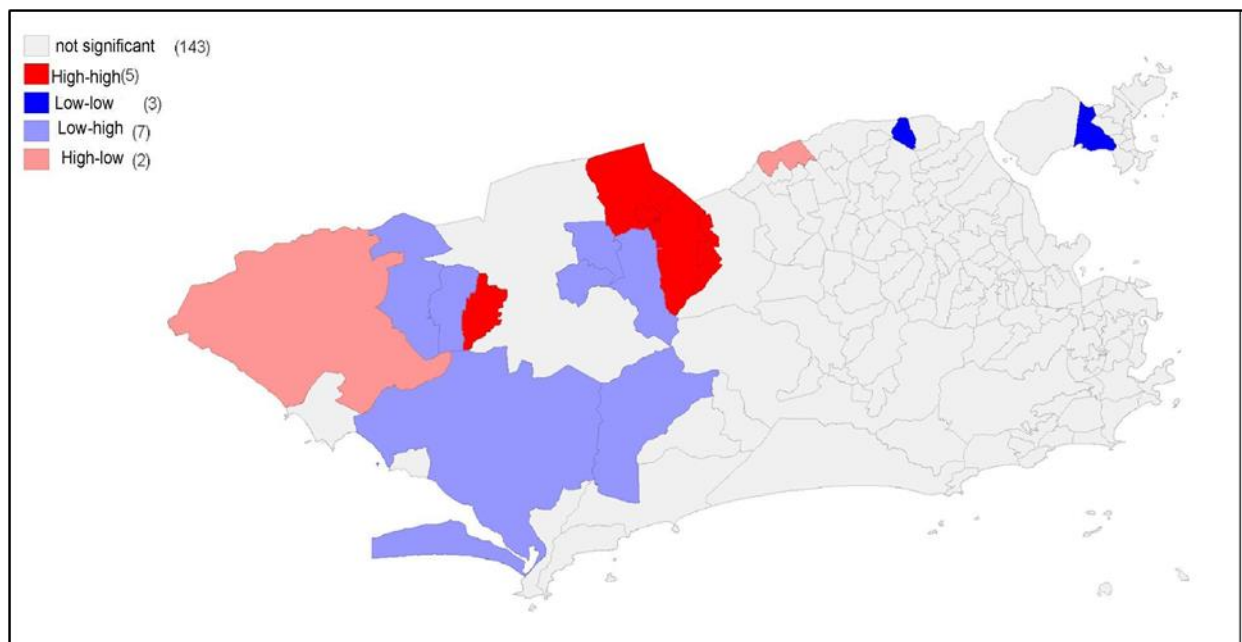 not significant (143)
High-high(5)
Low-low (3)
Low-high (7)
High-low (2)